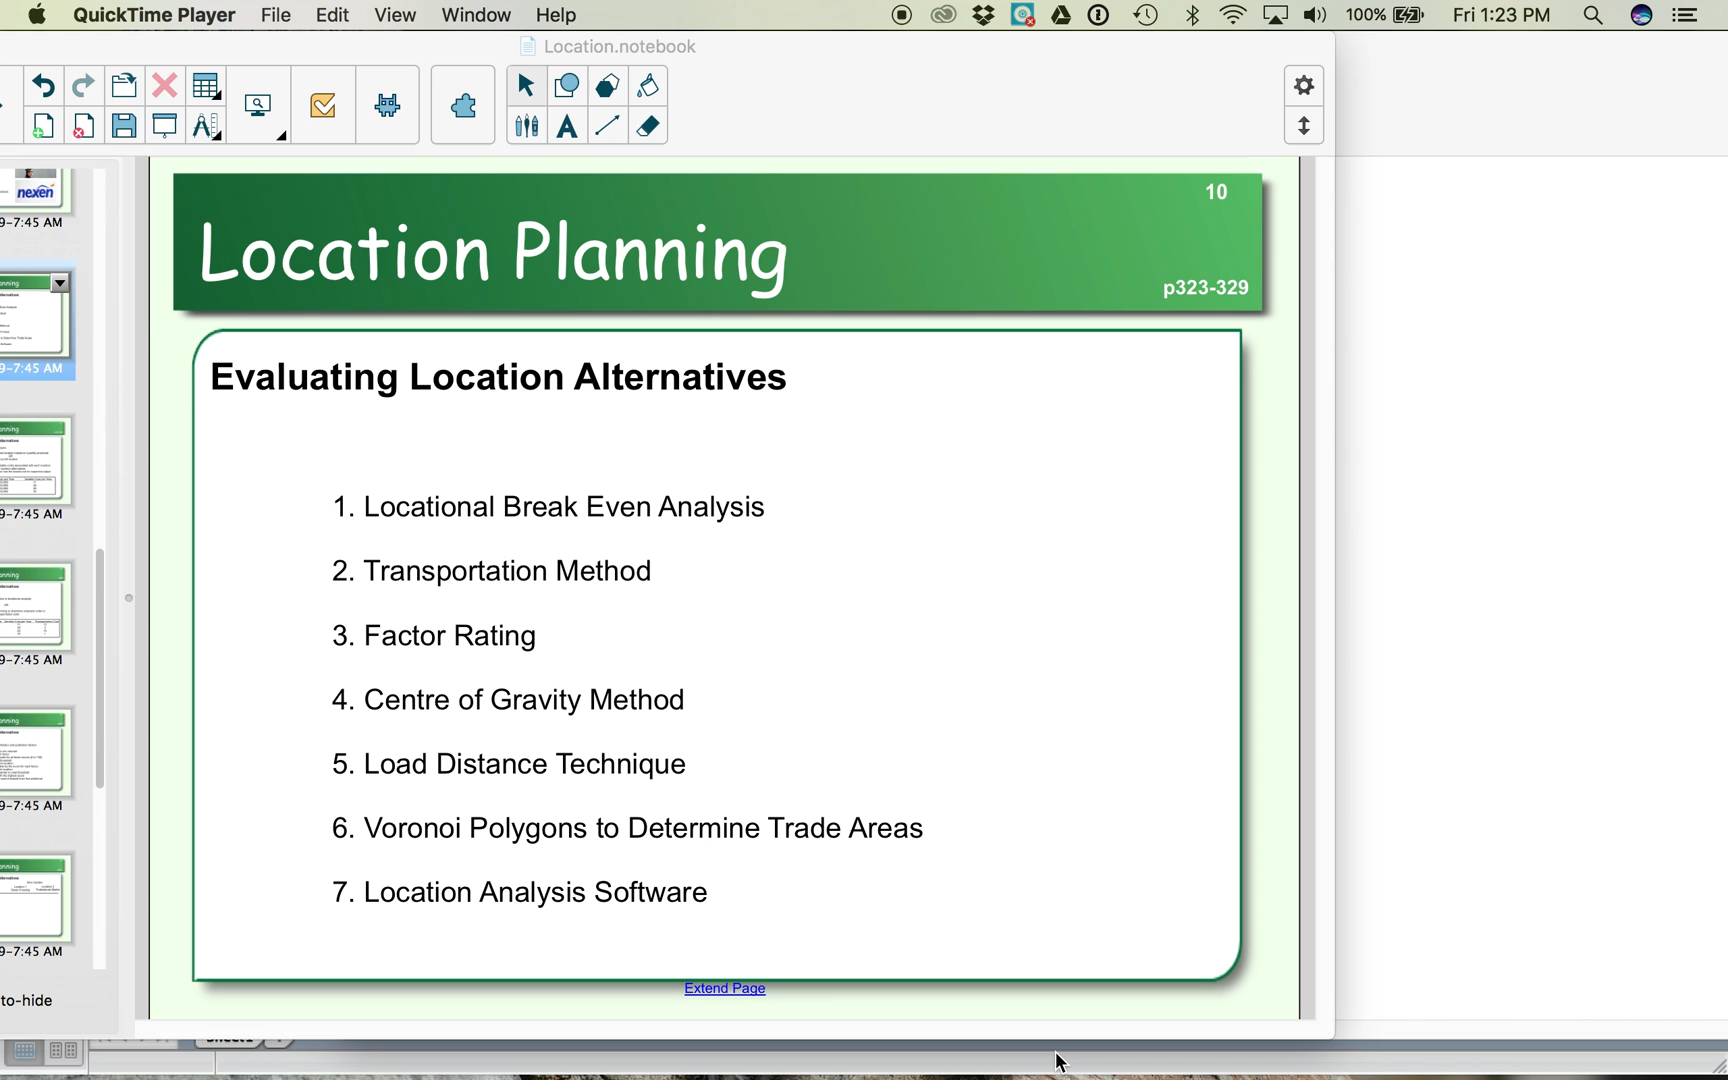 QuickTime Player File Edit View Window Help 100% Fri 1:23 PM
Location.notebook
nexen
9-7:45 AM
9-7:45 AM
9-7:45 AM
9-7:45 AM
9-7:45 AM
9-7:45 AM
to-hide
10
Location Planning
p323-329
Evaluating Location Alternatives
1. Locational Break Even Analysis
2. Transportation Method
3. Factor Rating
4. Centre of Gravity Method
5. Load Distance Technique
6. Voronoi Polygons to Determine Trade Areas
7. Location Analysis Software
Extend Page
Sheet1